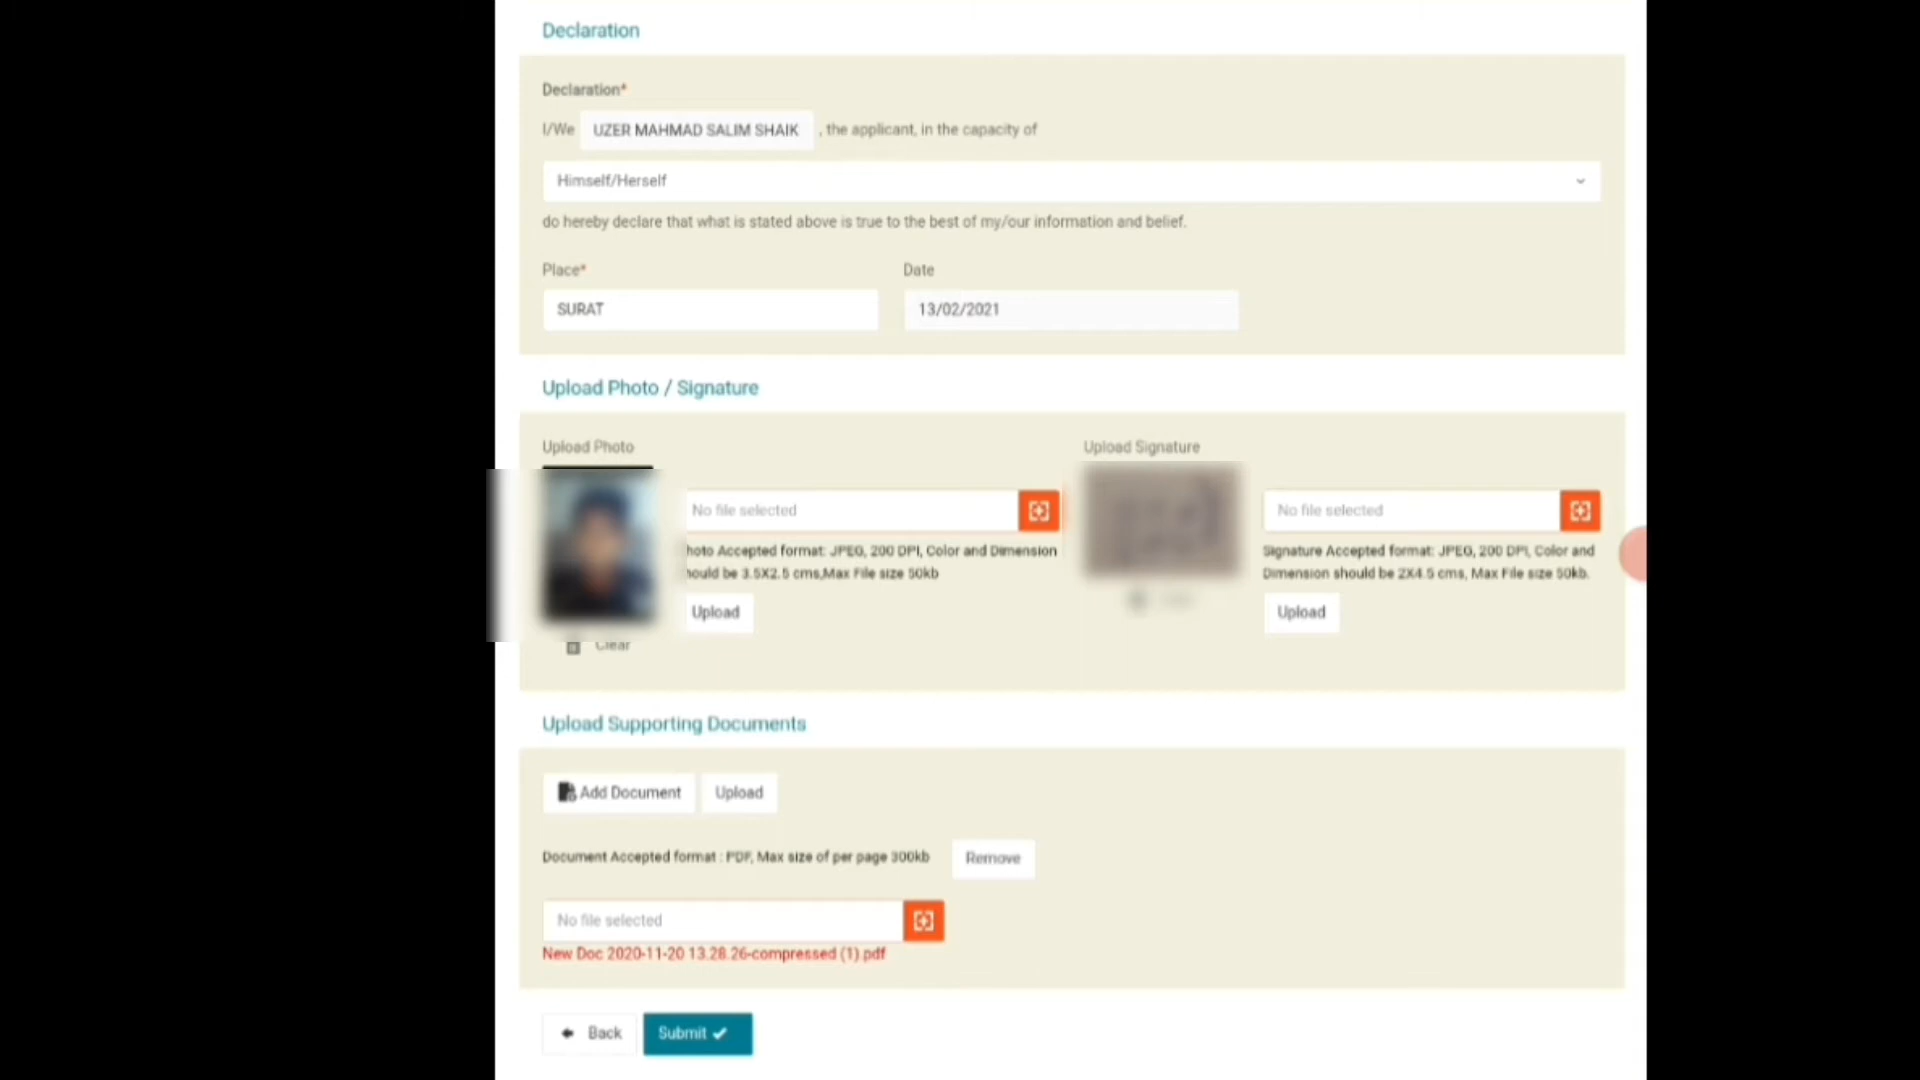 Declaration
Declaration*
I/We UZER MAHMAD SALIM SHAIK , the applicant, in the capacity of
Himself/Herself
do hereby declare that what is stated above is true to the best of my/our information and belief.
Place* Date
SURAT 13/02/2021
Upload Photo / Signature
Upload Photo Upload Signature
No file selected No file selected
hoto Accepted format: JPEG, 200 DPI, Color and Dimension
ould be 3.5X2.5 cms,Max File size 50kb
Signature Accepted format: JPEG, 200 DPI, Color and
Dimension should be 2X4.5 cms, Max File size 50kb.
Upload Upload
Clear
Upload Supporting Documents
Add Document Upload
Document Accepted format : PDF, Max size of per page 300kb Remove
No file selected
New Doc 2020-11-20 13.28.26-compressed (1).pdf
Back Submit